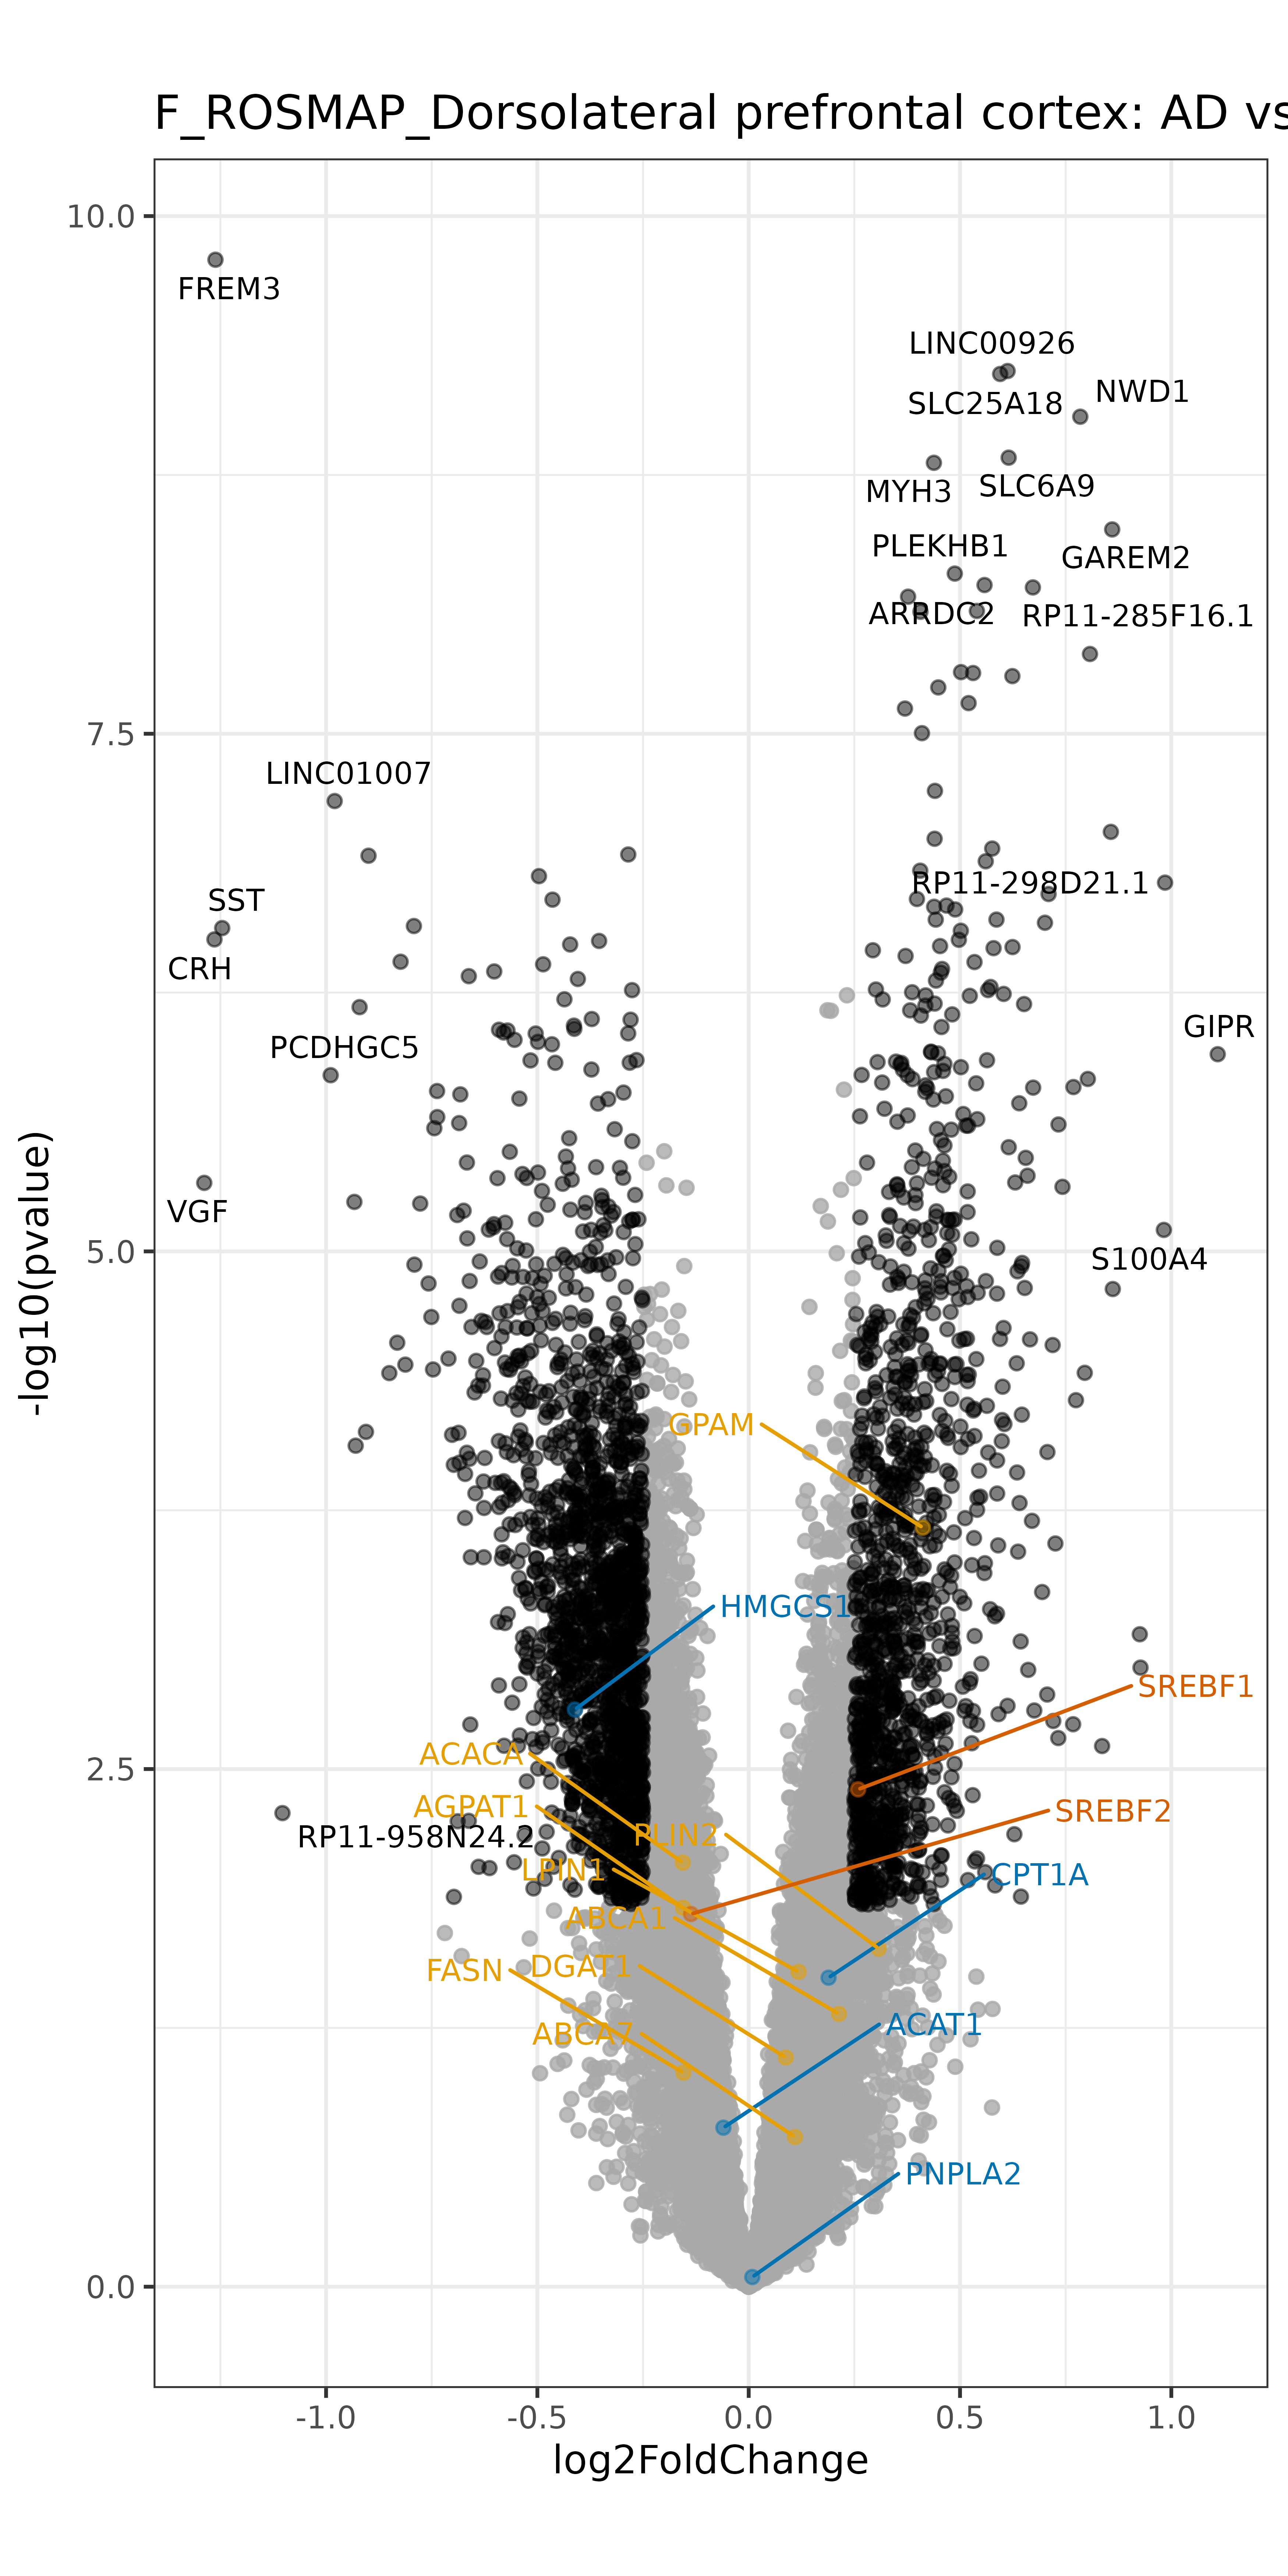 F_ROSMAP_Dorsolateral prefrontal cortex: AD vs
10.0
FREM3
LINC00926
NWD1
SLC25A18
MYH3
SLC6A9
PLEKHB1
GAREM2
ARRDC2
RP11-285F16.1
7.5
LINC01007
RP11-298D21.1
SST
CRH
GIPR
PCDHGC5
VGF
-log10(pvalue)
5.0
S100A4
GPAM
HMGCS1
SREBF1
ACACA
2.5
AGPAT1
SREBF2
RP11-958N24.2
PLIN2
LPIN1
CPT1A
ABCA1
FASN
DGAT1
ACAT1
ABCA7
PNPLA2
0.0
-1.0
-0.5
0.0
0.5
1.0
log2FoldChange